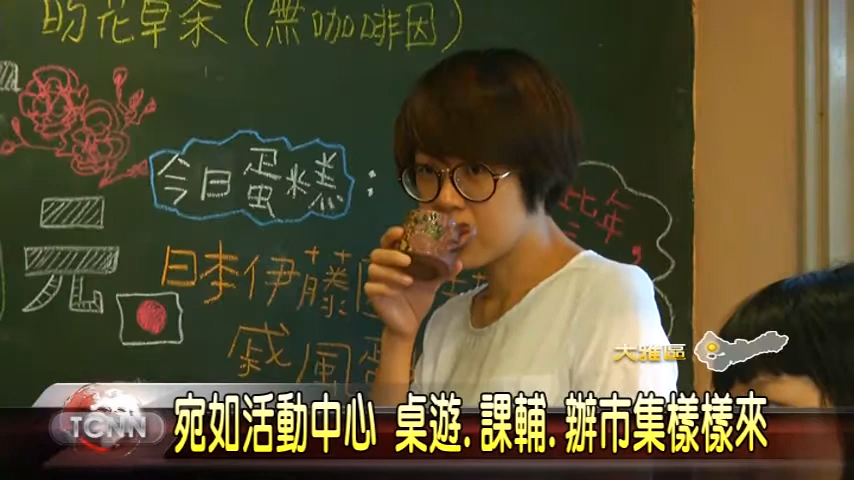 的花草茶(無咖啡因)
今日蛋糕:
元
日本伊藤
戚風蛋
大雅區
TCNN
宛如活動中心 桌遊.課輔.辦市集樣樣來